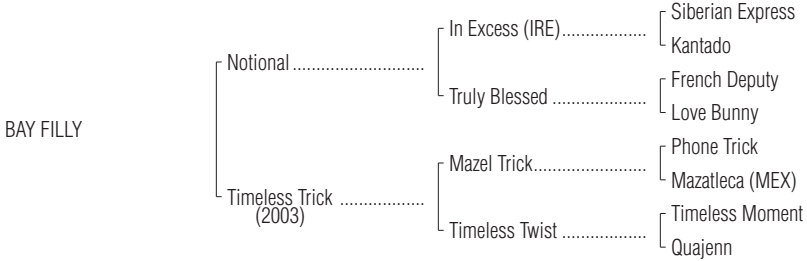 Siberian Express
In Excess (IRE)...................
Kantado
Notional ............................
French Deputy
Truly Blessed ....................
Love Bunny
BAY FILLY
Phone Trick
Mazel Trick........................
Mazatleca (MEX)
Timeless Trick ..................
(2003)
Timeless Moment
Timeless Twist ..................
Quajenn